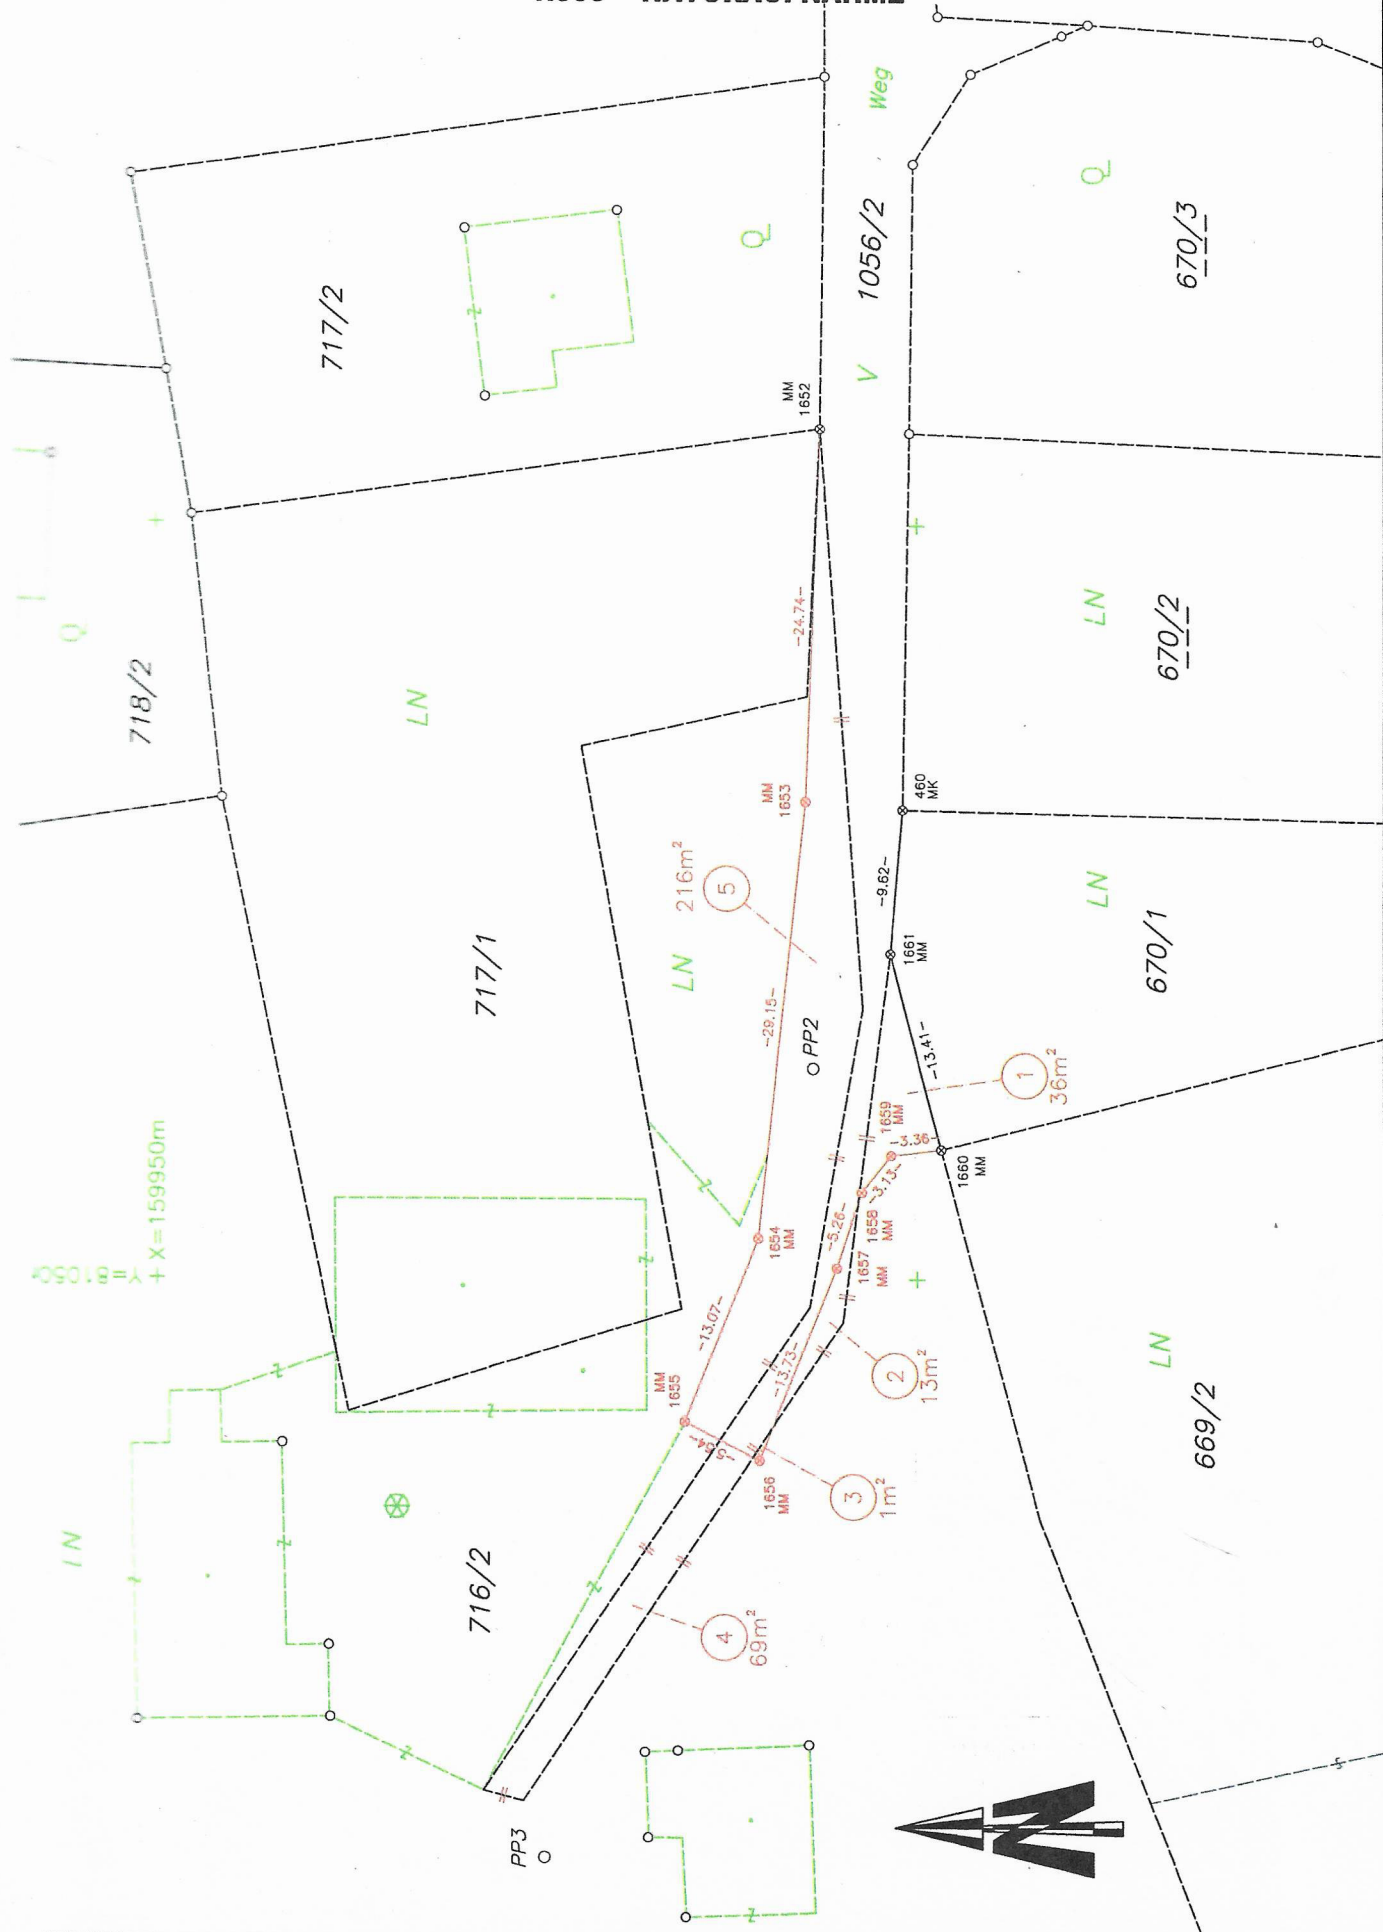 718/2
Q
717/2
Q
Weg
1056/2
V
Q
670/3
MM
1652
LN
717/1
LN
-24.74-
MM
1653
216m²
5
-29.15-
PP2
460
MK
-9.62-
1661
MM
-13.41-
LN
670/2
LN
670/1
1
36m²
1659
MM
-3.36-
1660
MM
-3.13-
1658
MM
-5.26-
1657
MM
1654
MM
-13.07-
MM
1655
-5.54-
-13.73-
1656
MM
2
13m²
3
1m²
4
69m²
X=159950m
LN
716/2
PP3
LN
669/2
N